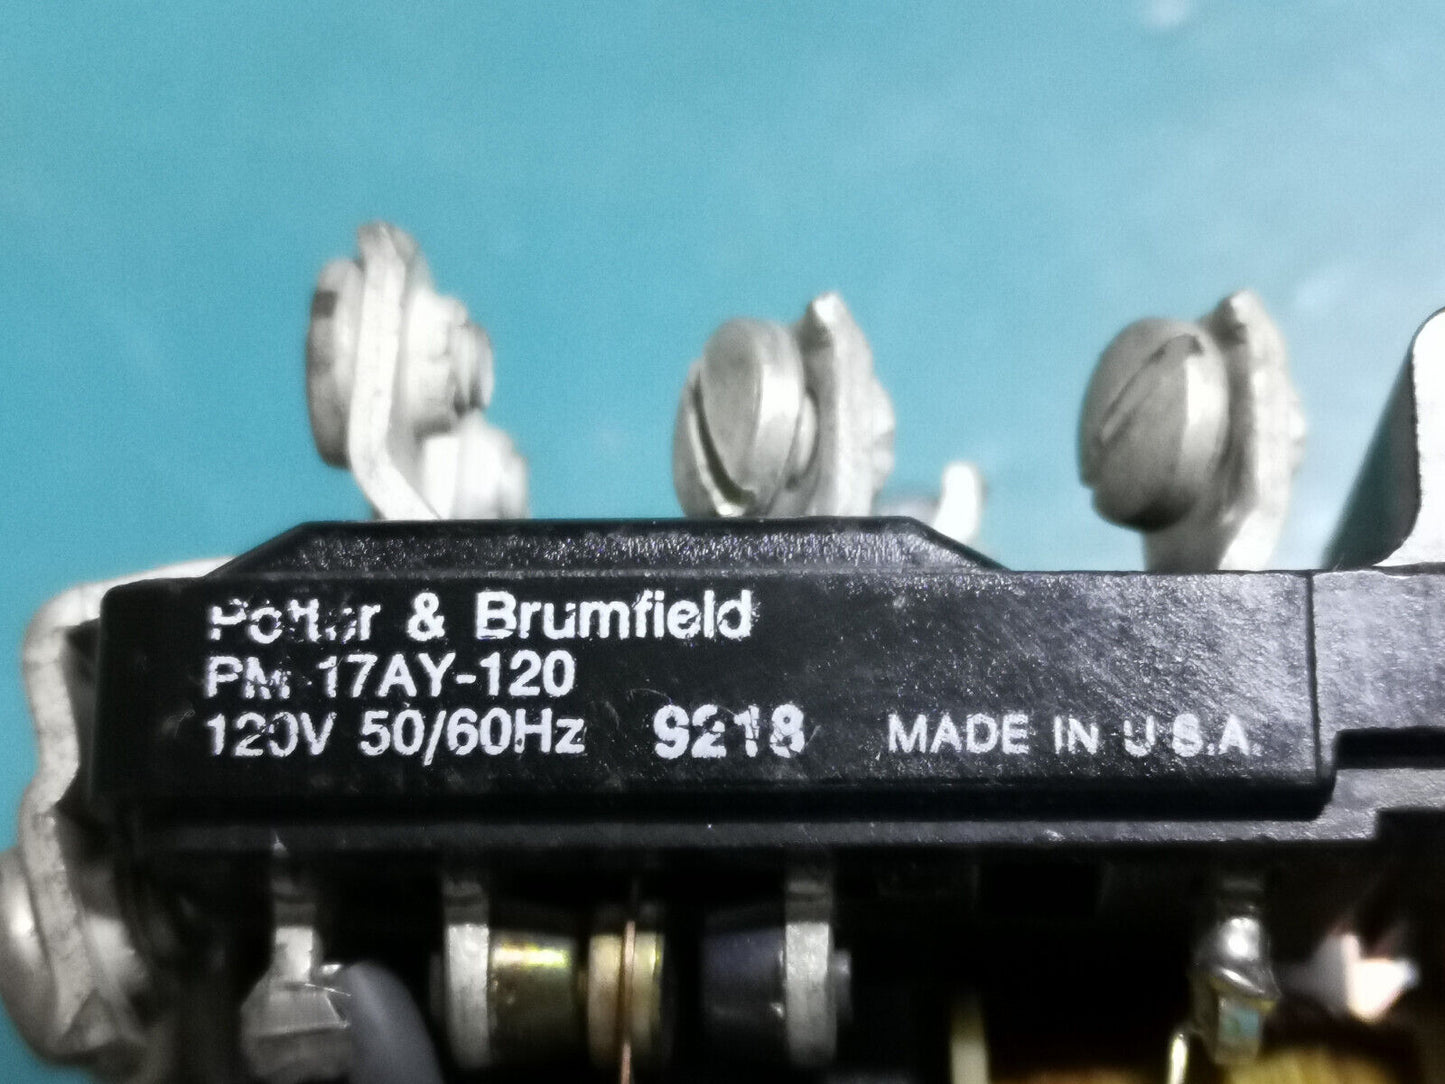 Potter & Brumfield
PM 17AY-120
120V 50/60Hz 9218 MADE IN U.S.A.